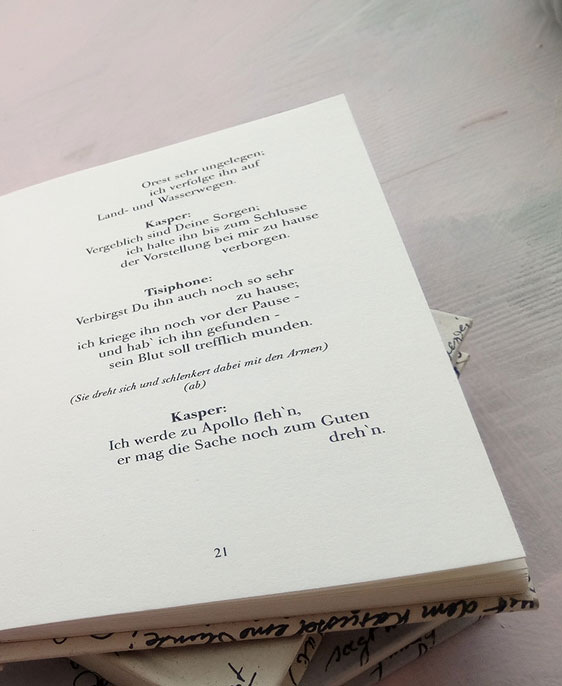 Orest sehr ungelegen;
ich verfolge ihn auf
Land- und Wasserwegen.
Kasper:
Vergeblich sind Deine Sorgen;
ich halte ihn bis zum Schlusse
der Vorstellung bei mir zu hause
verborgen.
Tisiphone:
Verbirgst Du ihn auch noch so sehr
zu hause;
ich kriege ihn noch vor der Pause -
und hab` ich ihn gefunden -
sein Blut soll trefflich munden.
(Sie dreht sich und schlenkert dabei mit den Armen)
(ab)
Kasper:
Ich werde zu Apollo fleh`n,
er mag die Sache noch zum Guten
dreh`n.
21
dem